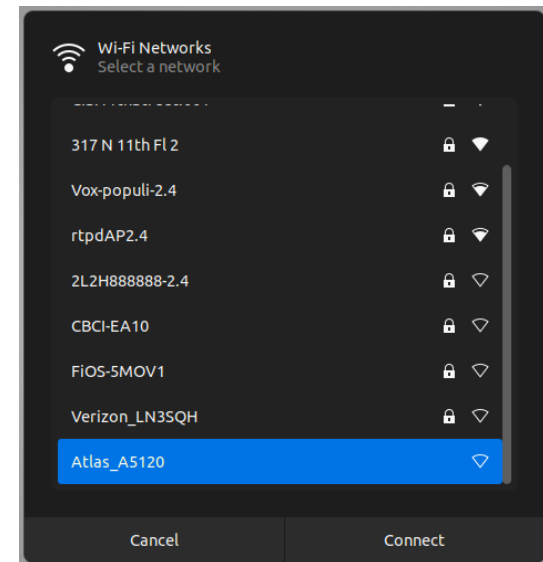 Wi-Fi Networks
Select a network
317 N 11th Fl 2
Vox-populi-2.4
rtpdAP2.4
2L2H888888-2.4
CBCI-EA10
FiOS-5MOV1
Verizon_LN3SQH
Atlas_A5120
Cancel
Connect